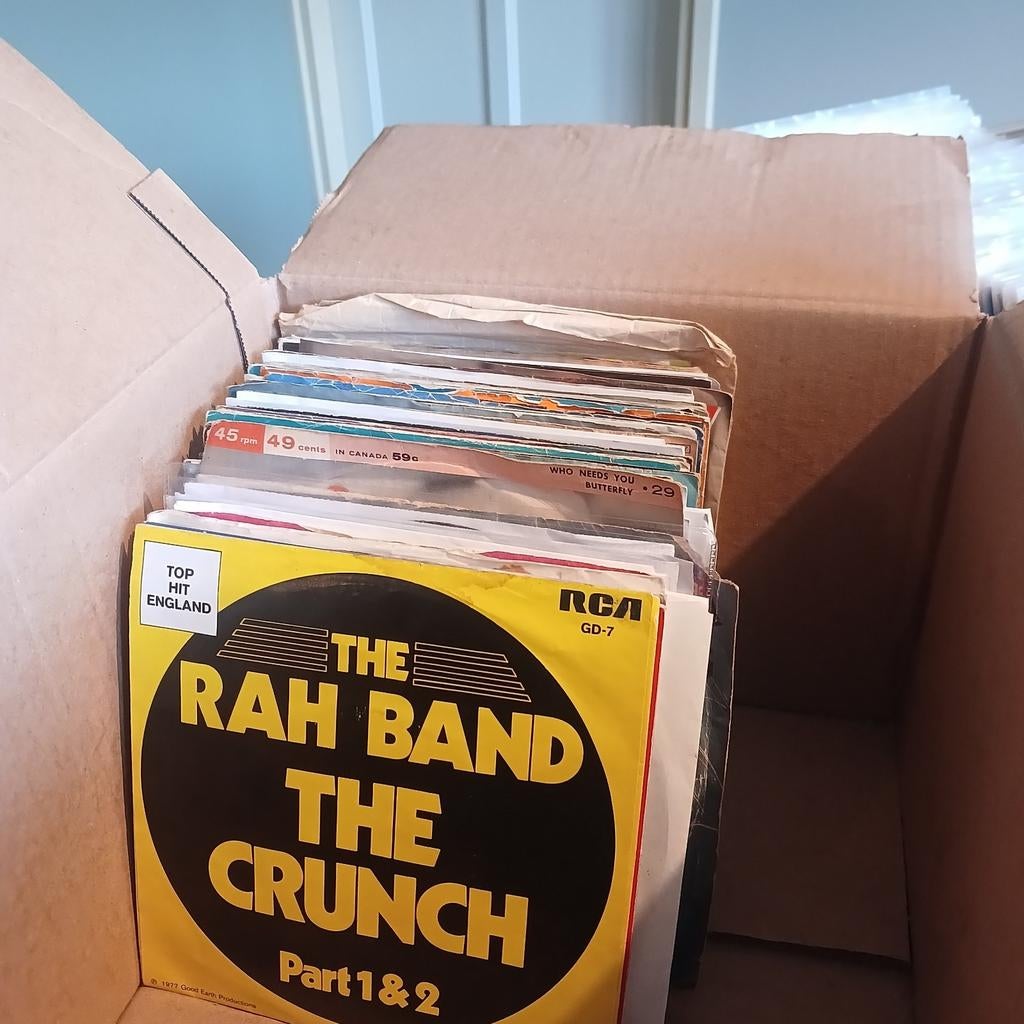 45 rpm 49 cents IN CANADA 59c
WHO NEEDS YOU
BUTTERFLY • 29
TOP
HIT
ENGLAND
RCA
GD-7
THE
RAH BAND
THE
CRUNCH
Part 1 & 2
℗ 1977 Good Earth Productions